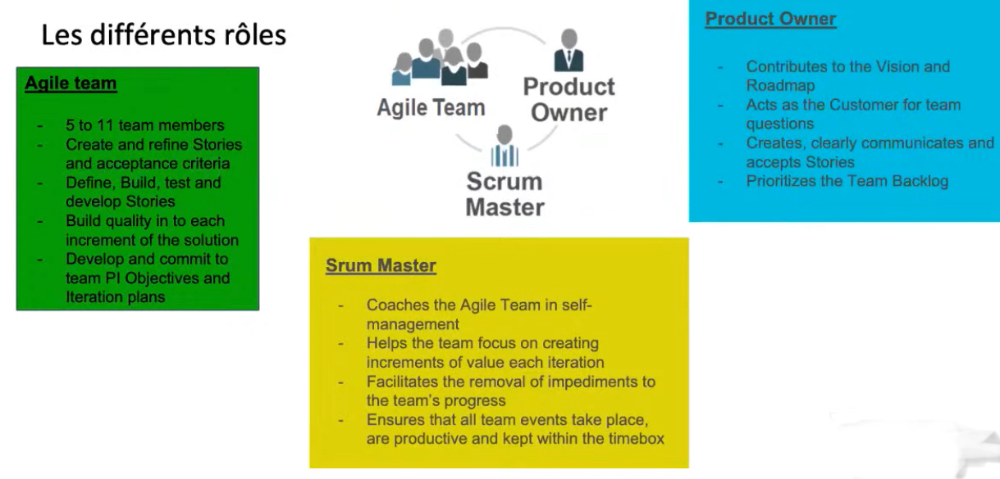 Les différents rôles
Agile team
- 5 to 11 team members
- Create and refine Stories
and acceptance criteria
- Define, Build, test and
develop Stories
- Build quality in to each
increment of the solution
- Develop and commit to
team PI Objectives and
Iteration plans
Agile Team
Product
Owner
Scrum
Master
Product Owner
- Contributes to the Vision and
Roadmap
- Acts as the Customer for team
questions
- Creates, clearly communicates and
accepts Stories
- Prioritizes the Team Backlog
Srum Master
- Coaches the Agile Team in self-
management
- Helps the team focus on creating
increments of value each iteration
- Facilitates the removal of impediments to
the team's progress
- Ensures that all team events take place,
are productive and kept within the timebox